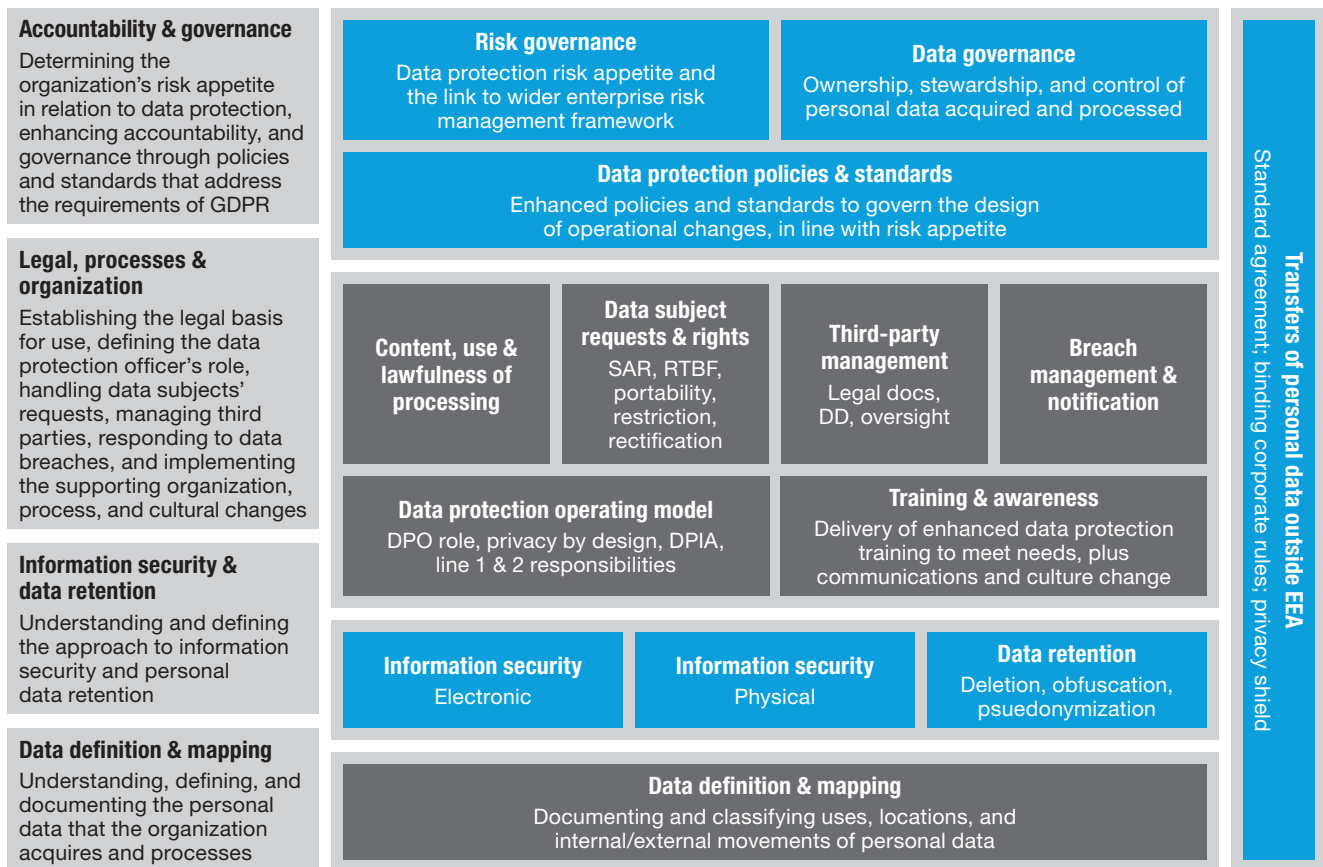 Accountability & governance
Determining the
organization's risk appetite
in relation to data protection,
enhancing accountability, and
governance through policies
and standards that address
the requirements of GDPR
Risk governance
Data protection risk appetite and
the link to wider enterprise risk
management framework
Data governance
Ownership, stewardship, and control of
personal data acquired and processed
Data protection policies & standards
Enhanced policies and standards to govern the design
of operational changes, in line with risk appetite
Legal, processes &
organization
Establishing the legal basis
for use, defining the data
protection officer's role,
handling data subjects'
requests, managing third
parties, responding to data
breaches, and implementing
the supporting organization,
process, and cultural changes
Content, use &
lawfulness of
processing
Data subject
requests & rights
SAR, RTBF,
portability,
restriction,
rectification
Third-party
management
Legal docs,
DD, oversight
Breach
management &
notification
Data protection operating model
DPO role, privacy by design, DPIA,
line 1 & 2 responsibilities
Training & awareness
Delivery of enhanced data protection
training to meet needs, plus
communications and culture change
Information security &
data retention
Understanding and defining
the approach to information
security and personal
data retention
Information security
Electronic
Information security
Physical
Data retention
Deletion, obfuscation,
psuedonymization
Data definition & mapping
Understanding, defining, and
documenting the personal
data that the organization
acquires and processes
Data definition & mapping
Documenting and classifying uses, locations, and
internal/external movements of personal data
Transfers of personal data outside EEA
Standard agreement; binding corporate rules; privacy shield